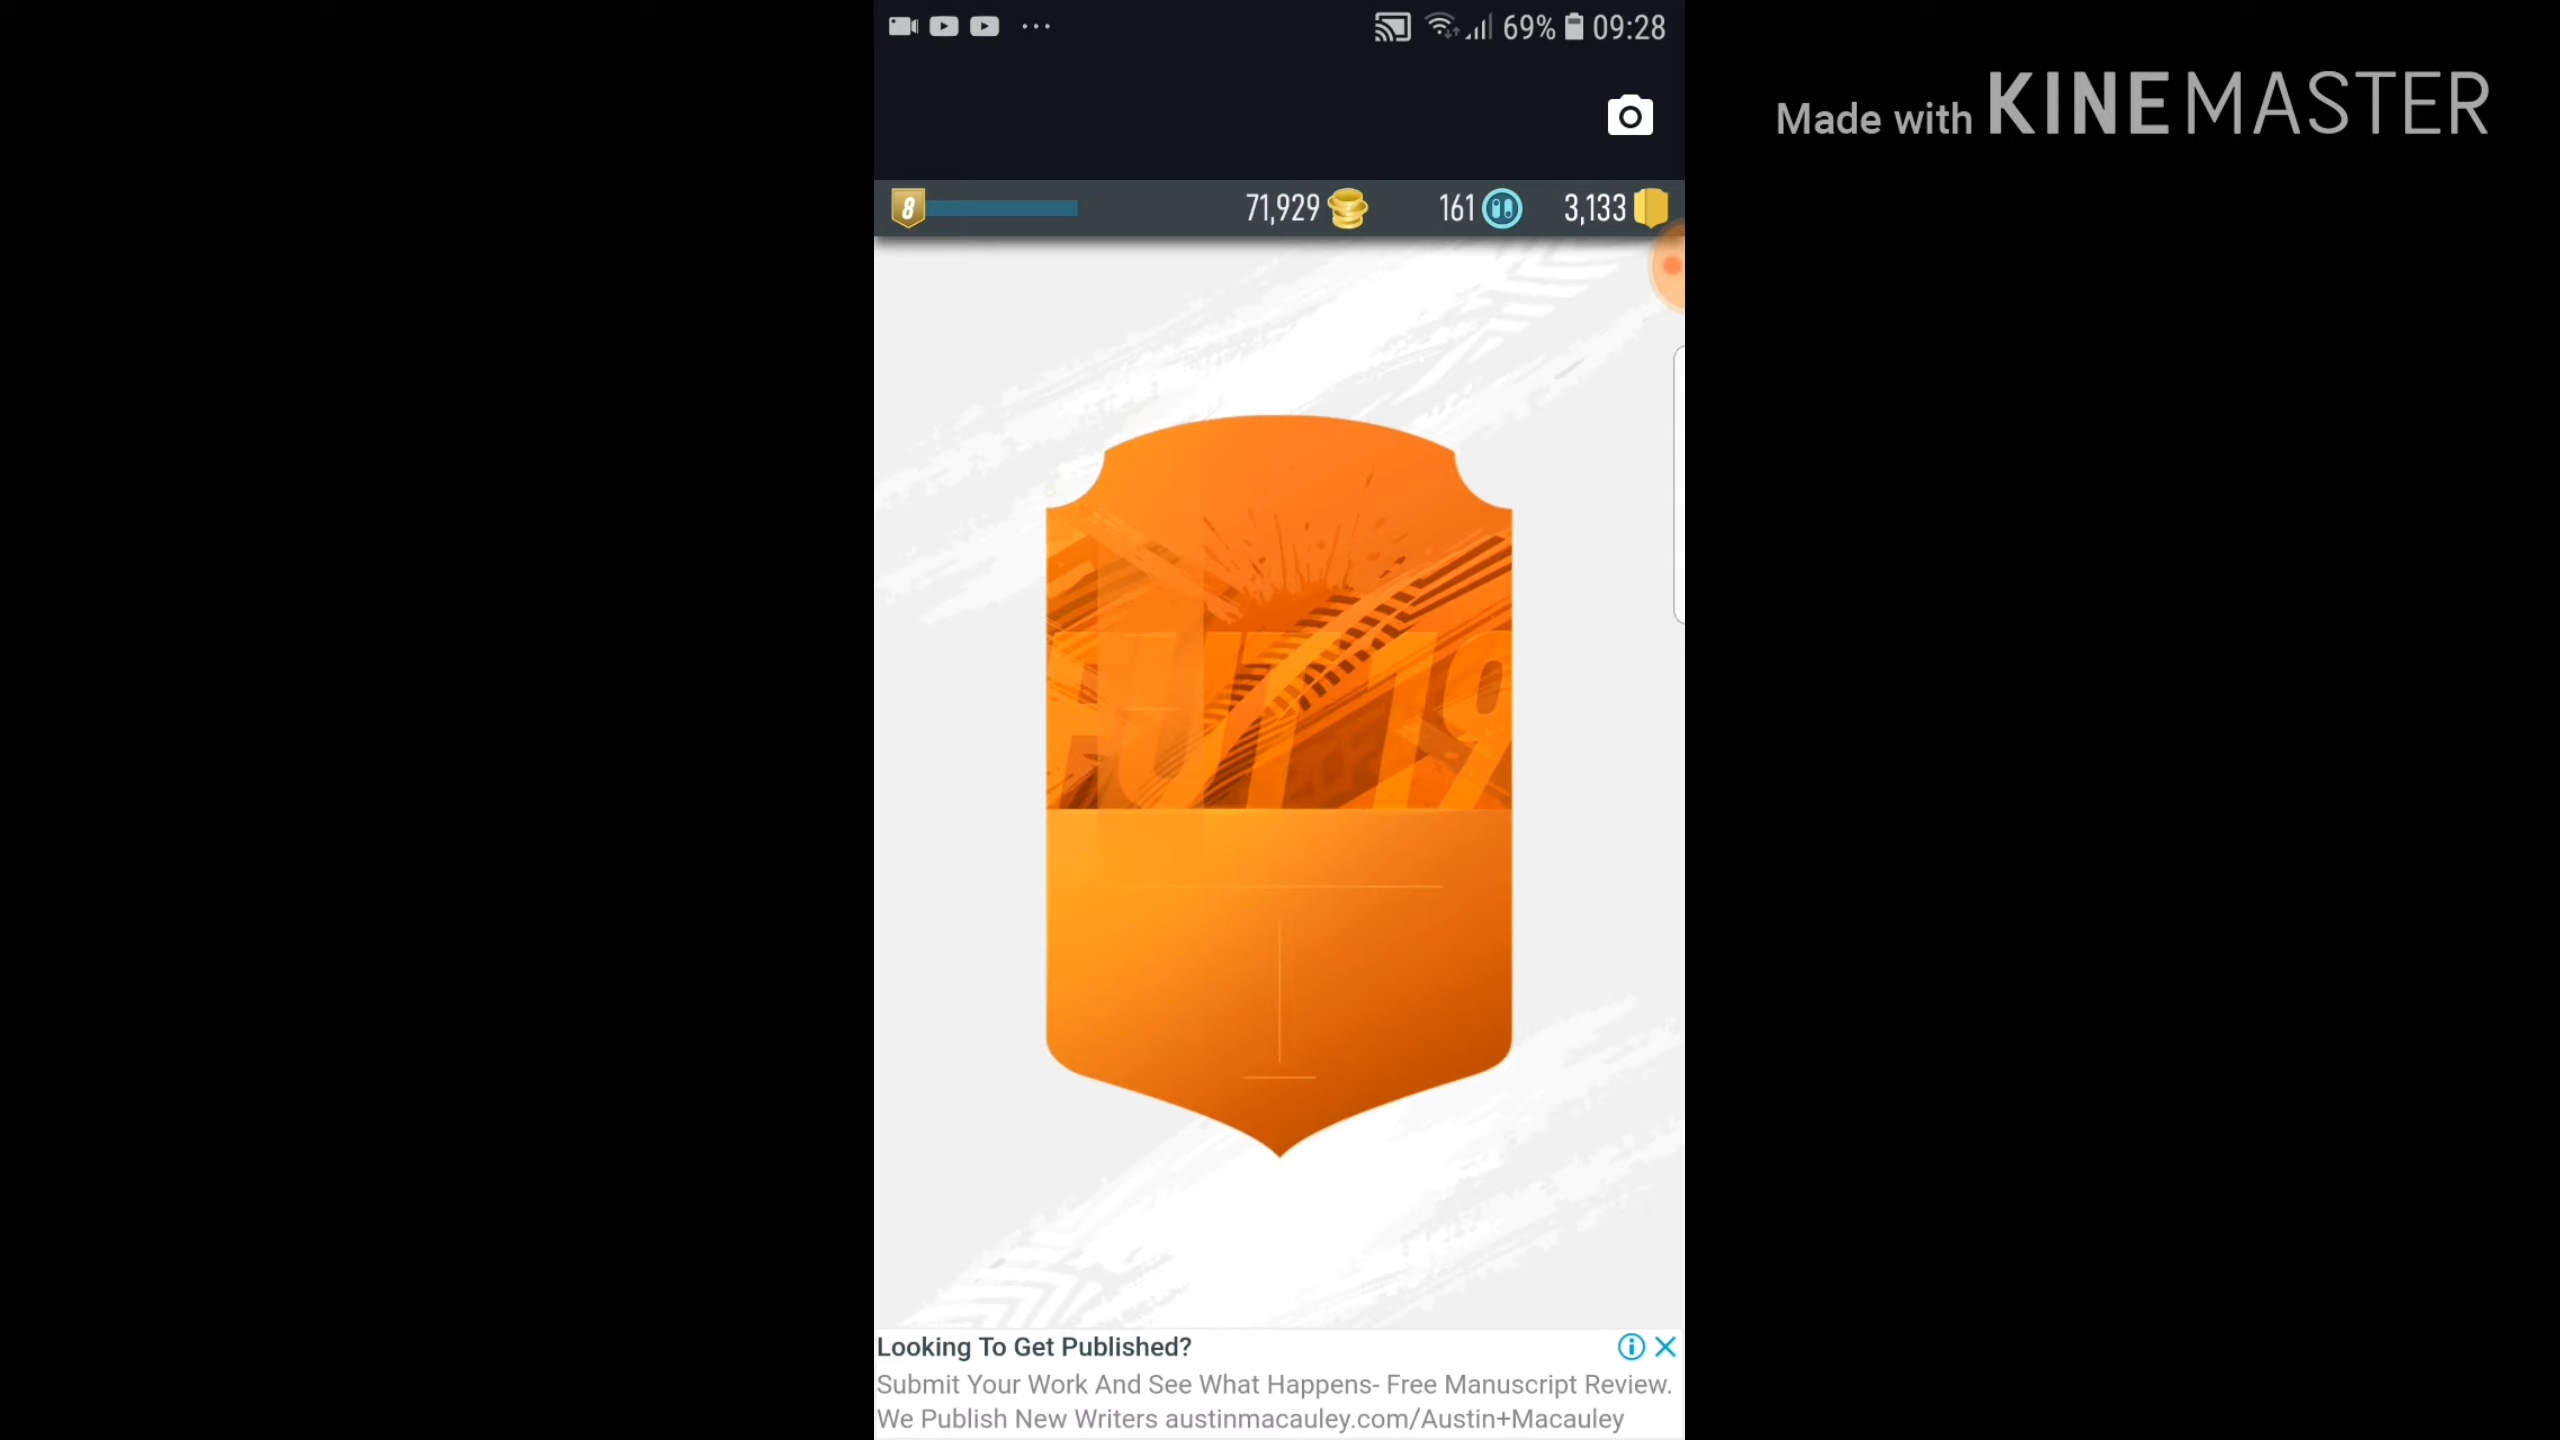 69% 09:28
Made with KINEMASTER
8 71,929 161 3,133
FUT 19
Looking To Get Published?
Submit Your Work And See What Happens- Free Manuscript Review.
We Publish New Writers austinmacauley.com/Austin+Macauley